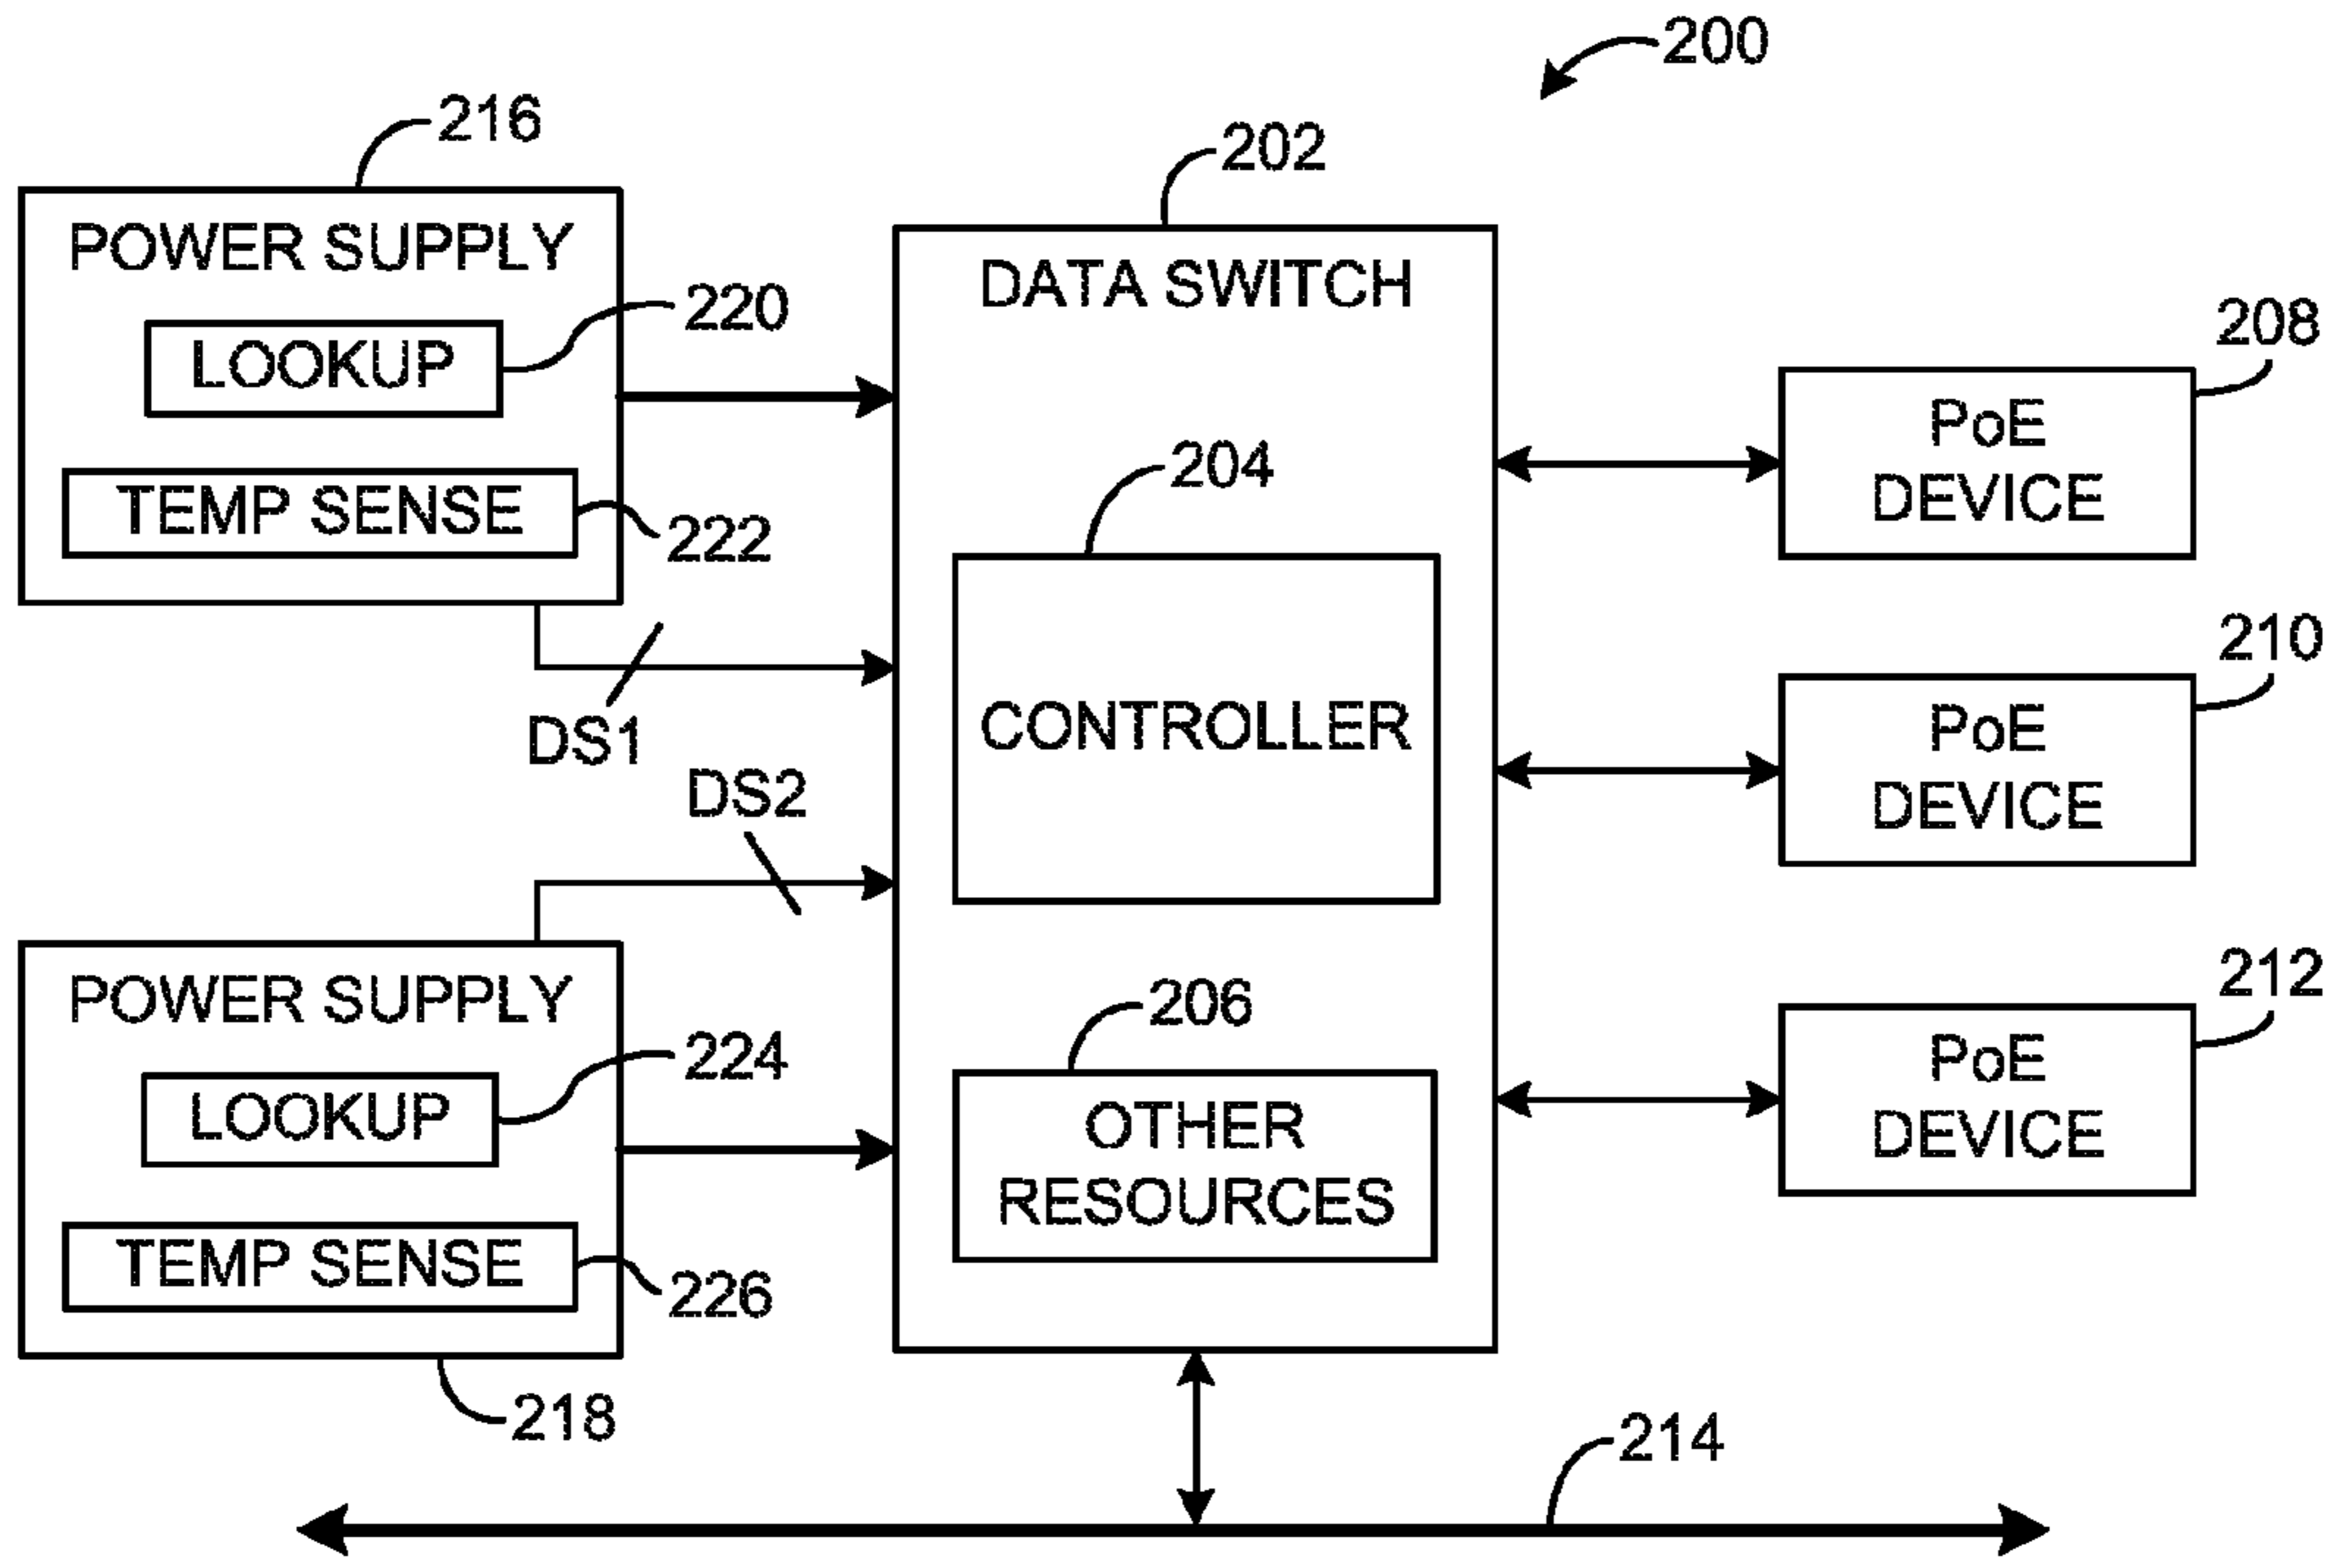 200
216
POWER SUPPLY
LOOKUP
220
TEMP SENSE
222
DS1
DS2
POWER SUPPLY
LOOKUP
224
TEMP SENSE
226
218
202
DATA SWITCH
204
CONTROLLER
206
OTHER
RESOURCES
208
PoE
DEVICE
210
PoE
DEVICE
212
PoE
DEVICE
214